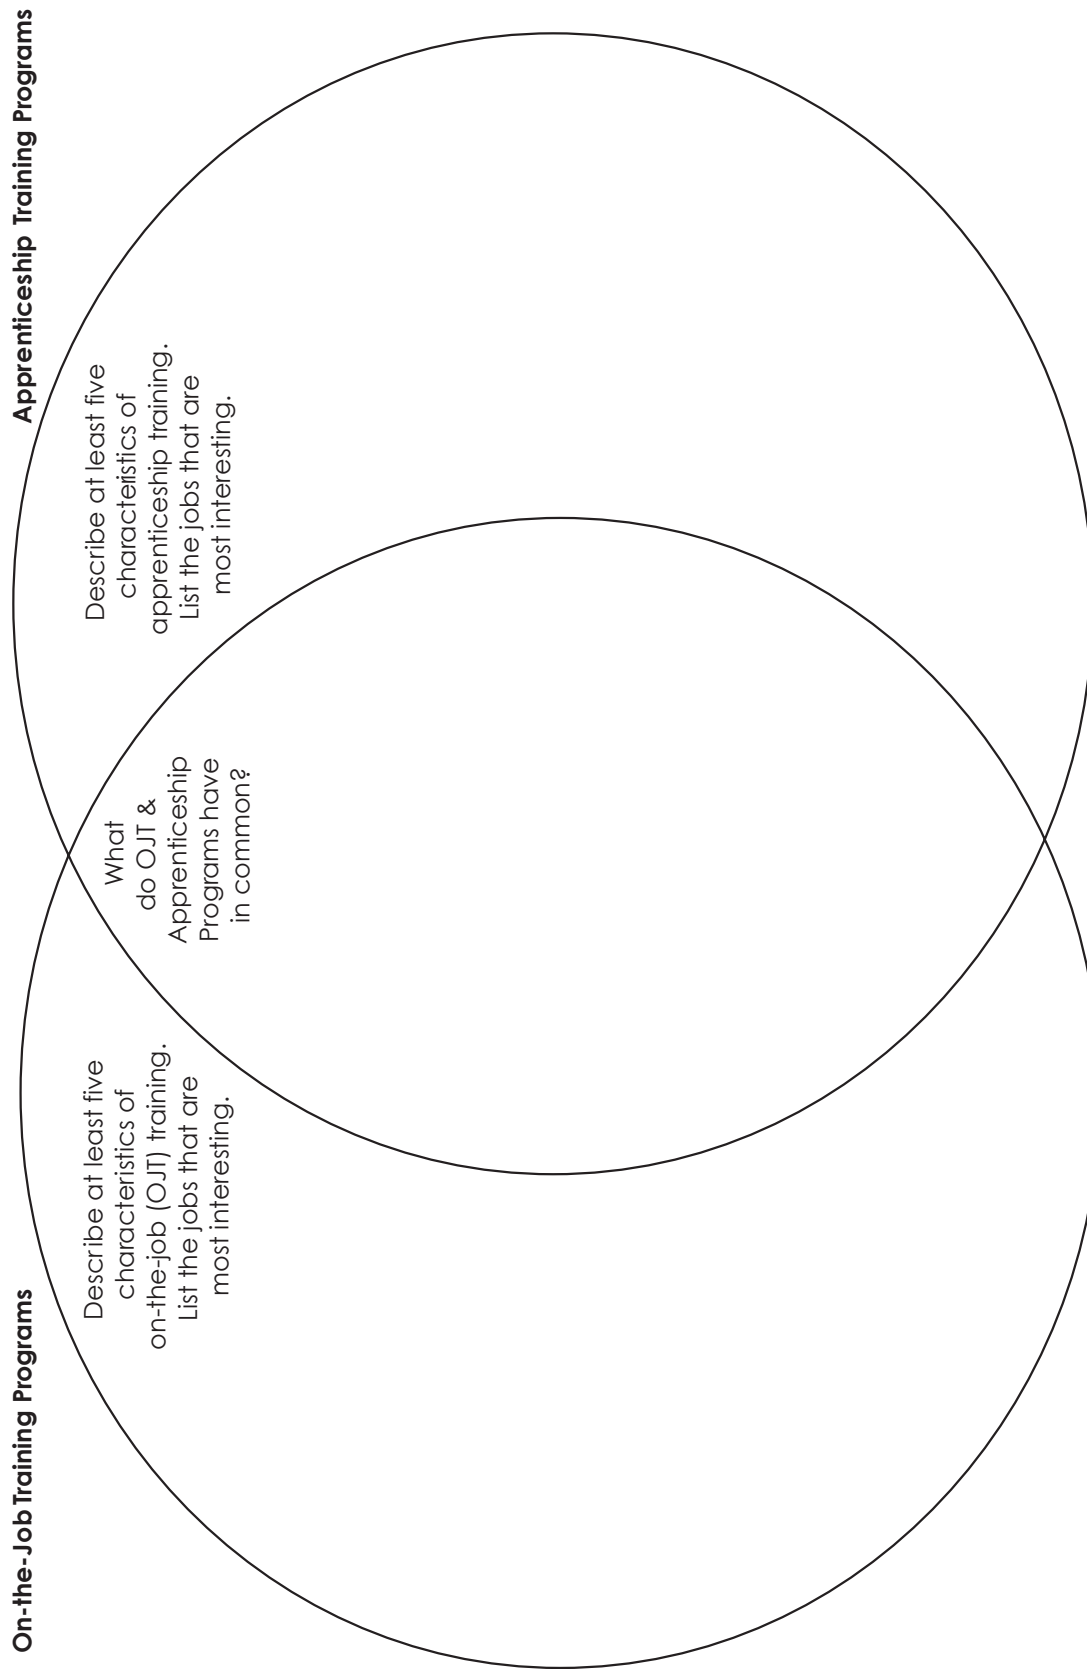 On-the-Job Training Programs
Apprenticeship Training Programs
Describe at least five
characteristics of
on-the-job (OJT) training.
List the jobs that are
most interesting.
What
do OJT &
Apprenticeship
Programs have
in common?
Describe at least five
characteristics of
apprenticeship training.
List the jobs that are
most interesting.